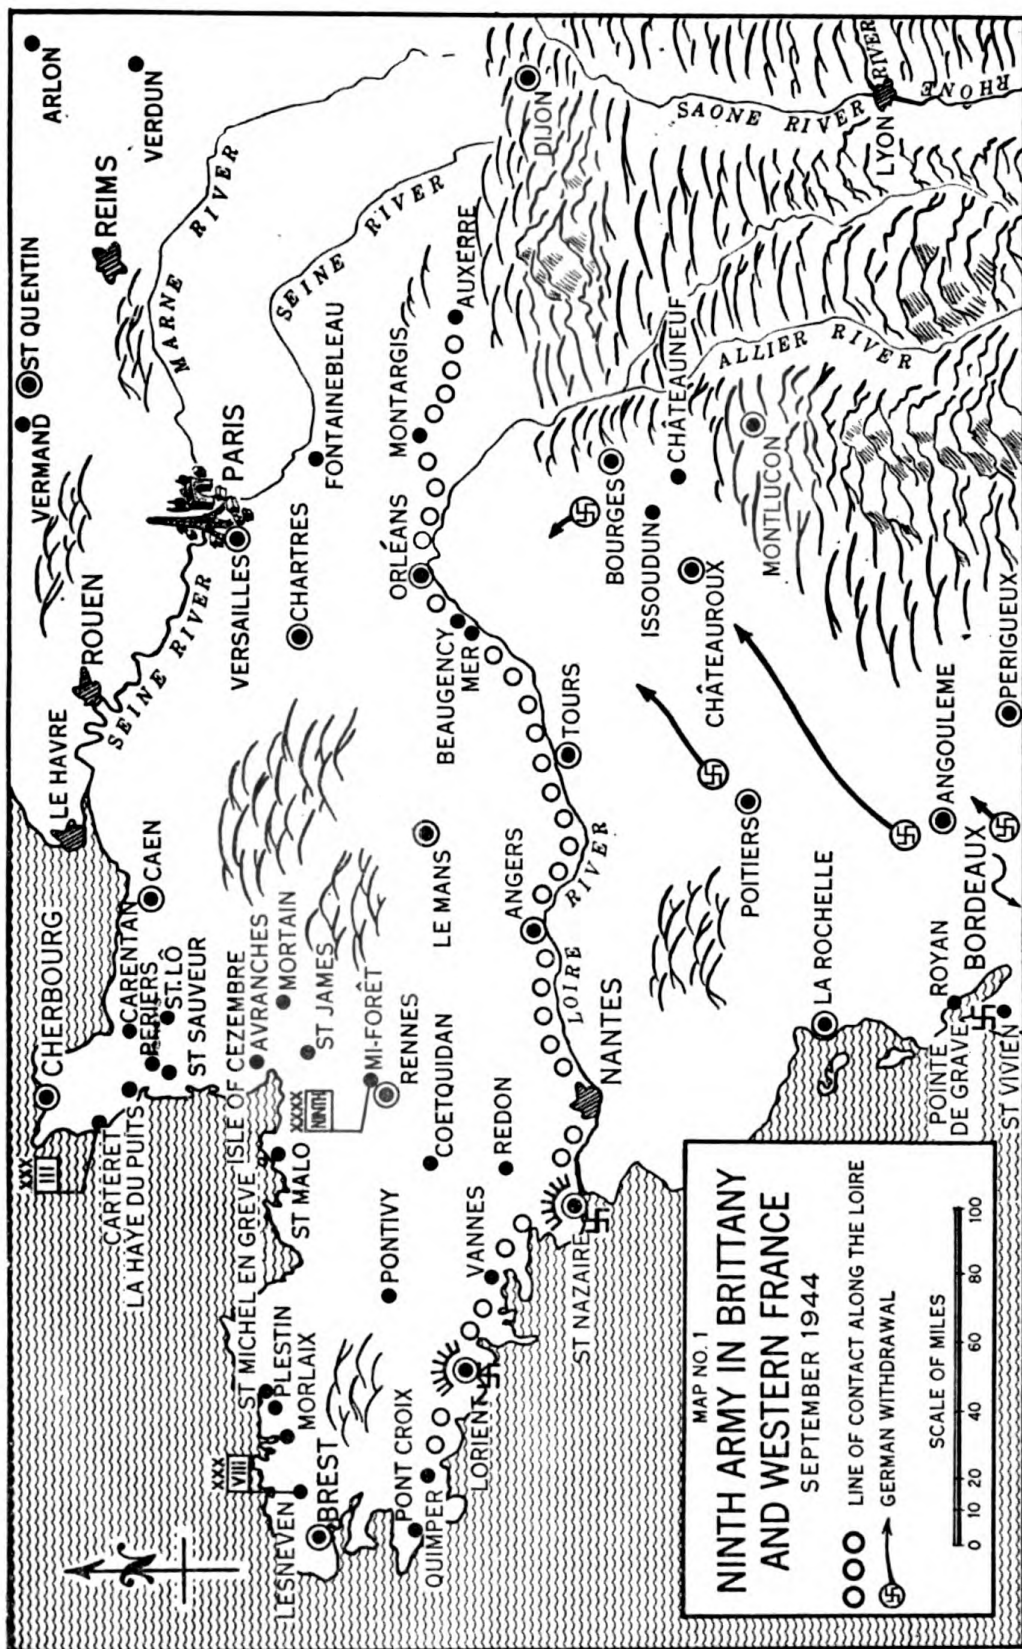 ARLON
VERDUN
REIMS
ST QUENTIN
VERMAND
MARNE RIVER
SEINE RIVER
PARIS
VERSAILLES
FONTAINEBLEAU
CHARTRES
ROUEN
SEINE RIVER
LE HAVRE
CAEN
CHERBOURG
XXX
III
CARTERET
LA HAYE DU PUITS
CARENTAN
PERIERS
ST. LÔ
ST SAUVEUR
ISLE OF CEZEMBRE
AVRANCHES
MORTAIN
ST JAMES
MI-FORÊT
XXXX
NINTH
RENNES
ST MALO
ST MICHEL EN GREVE
PLESTIN
MORLAIX
XXX
VIII
LESNEVEN
BREST
PONTIVY
PONT CROIX
QUIMPER
LORIENT
VANNES
COETQUIDAN
REDON
ST NAZAIRE
NANTES
LE MANS
ANGERS
LOIRE RIVER
TOURS
BEAUGENCY
MER
ORLÉANS
MONTARGIS
AUXERRE
DIJON
SAONE RIVER
LYON
RHONE RIVER
ALLIER RIVER
BOURGES
CHÂTEAUNEUF
ISSOUDUN
CHÂTEAUROUX
MONTLUCON
POITIERS
LA ROCHELLE
ANGOULEME
PERIGUEUX
ROYAN
POINTE
DE GRAVE
BORDEAUX
ST VIVIEN
MAP NO. 1
NINTH ARMY IN BRITTANY
AND WESTERN FRANCE
SEPTEMBER 1944
LINE OF CONTACT ALONG THE LOIRE
GERMAN WITHDRAWAL
SCALE OF MILES
0 10 20 40 60 80 100